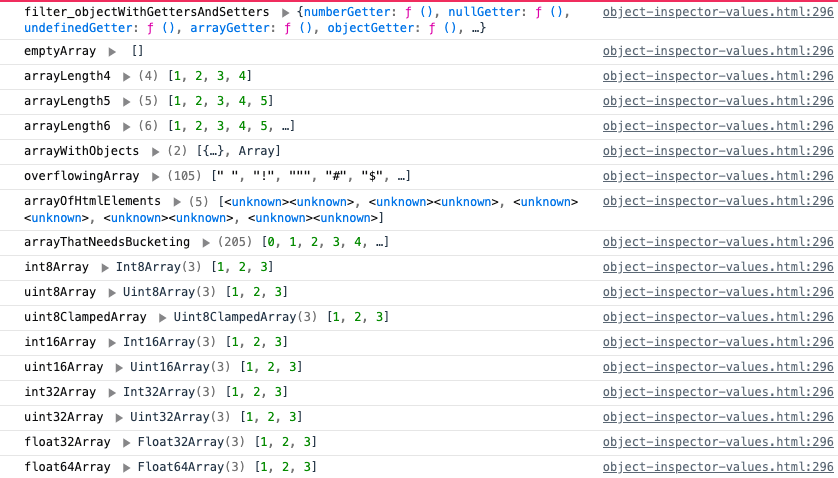 filter_objectWithGettersAndSetters ▶ {numberGetter: ƒ (), nullGetter: ƒ (), object-inspector-values.html:296
undefinedGetter: ƒ (), arrayGetter: ƒ (), objectGetter: ƒ (), …}
emptyArray ▶ [] object-inspector-values.html:296
arrayLength4 ▶ (4) [1, 2, 3, 4] object-inspector-values.html:296
arrayLength5 ▶ (5) [1, 2, 3, 4, 5] object-inspector-values.html:296
arrayLength6 ▶ (6) [1, 2, 3, 4, 5, …] object-inspector-values.html:296
arrayWithObjects ▶ (2) [{…}, Array] object-inspector-values.html:296
overflowingArray ▶ (105) [" ", "!", """, "#", "$", …] object-inspector-values.html:296
arrayOfHtmlElements ▶ (5) [<unknown><unknown>, <unknown><unknown>, <unknown> object-inspector-values.html:296
<unknown>, <unknown><unknown>, <unknown><unknown>]
arrayThatNeedsBucketing ▶ (205) [0, 1, 2, 3, 4, …] object-inspector-values.html:296
int8Array ▶ Int8Array(3) [1, 2, 3] object-inspector-values.html:296
uint8Array ▶ Uint8Array(3) [1, 2, 3] object-inspector-values.html:296
uint8ClampedArray ▶ Uint8ClampedArray(3) [1, 2, 3] object-inspector-values.html:296
int16Array ▶ Int16Array(3) [1, 2, 3] object-inspector-values.html:296
uint16Array ▶ Uint16Array(3) [1, 2, 3] object-inspector-values.html:296
int32Array ▶ Int32Array(3) [1, 2, 3] object-inspector-values.html:296
uint32Array ▶ Uint32Array(3) [1, 2, 3] object-inspector-values.html:296
float32Array ▶ Float32Array(3) [1, 2, 3] object-inspector-values.html:296
float64Array ▶ Float64Array(3) [1, 2, 3] object-inspector-values.html:296